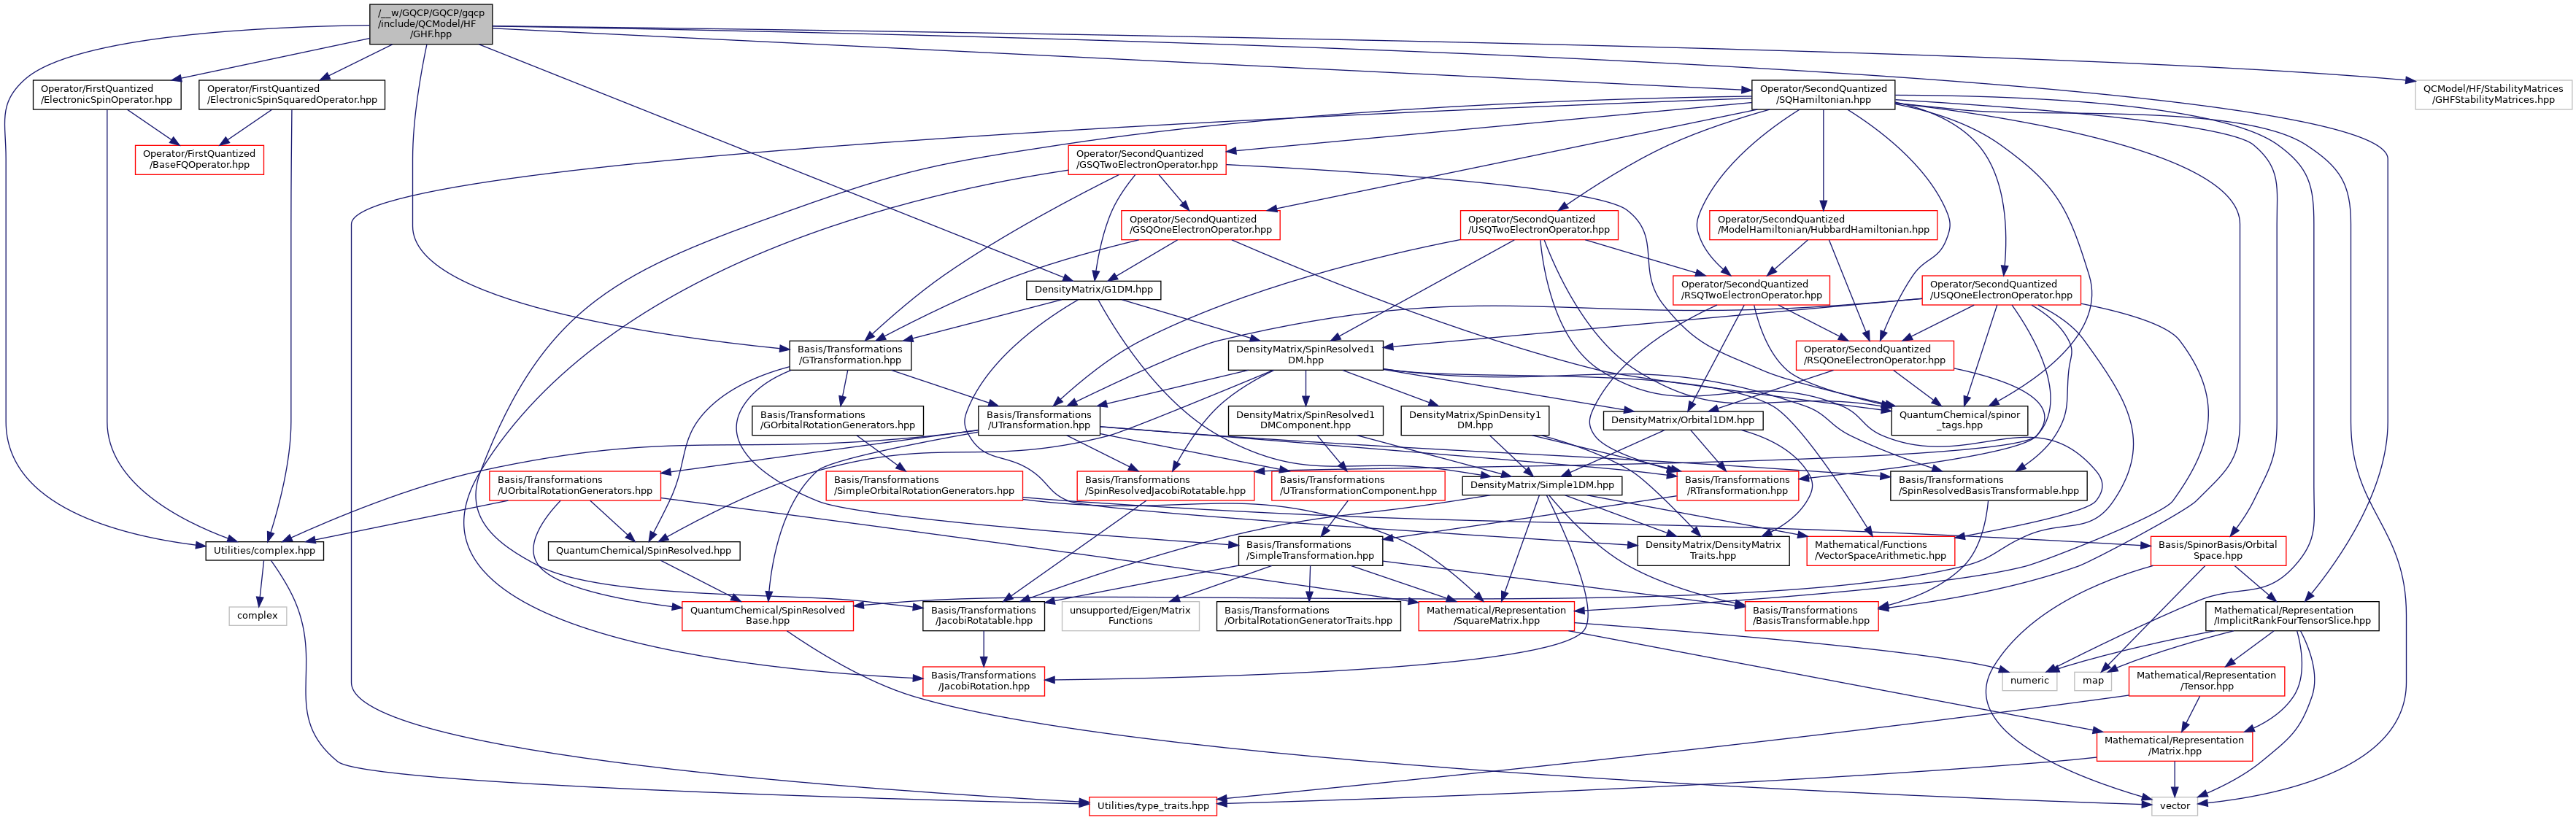 /__w/GQCP/GQCP/gqcp
/include/QCModel/HF
/GHF.hpp
Operator/FirstQuantized
/ElectronicSpinOperator.hpp
Operator/FirstQuantized
/ElectronicSpinSquaredOperator.hpp
Operator/SecondQuantized
/SQHamiltonian.hpp
QCModel/HF/StabilityMatrices
/GHFStabilityMatrices.hpp
Operator/FirstQuantized
/BaseFQOperator.hpp
Operator/SecondQuantized
/GSQTwoElectronOperator.hpp
Operator/SecondQuantized
/GSQOneElectronOperator.hpp
Operator/SecondQuantized
/USQTwoElectronOperator.hpp
Operator/SecondQuantized
/ModelHamiltonian/HubbardHamiltonian.hpp
DensityMatrix/G1DM.hpp
Operator/SecondQuantized
/RSQTwoElectronOperator.hpp
Operator/SecondQuantized
/USQOneElectronOperator.hpp
Basis/Transformations
/GTransformation.hpp
DensityMatrix/SpinResolved1
DM.hpp
Operator/SecondQuantized
/RSQOneElectronOperator.hpp
Basis/Transformations
/GOrbitalRotationGenerators.hpp
Basis/Transformations
/UTransformation.hpp
DensityMatrix/SpinResolved1
DMComponent.hpp
DensityMatrix/SpinDensity1
DM.hpp
DensityMatrix/Orbital1DM.hpp
QuantumChemical/spinor
_tags.hpp
Basis/Transformations
/UOrbitalRotationGenerators.hpp
Basis/Transformations
/SimpleOrbitalRotationGenerators.hpp
Basis/Transformations
/SpinResolvedJacobiRotatable.hpp
Basis/Transformations
/UTransformationComponent.hpp
DensityMatrix/Simple1DM.hpp
Basis/Transformations
/RTransformation.hpp
Basis/Transformations
/SpinResolvedBasisTransformable.hpp
Utilities/complex.hpp
QuantumChemical/SpinResolved.hpp
Basis/Transformations
/SimpleTransformation.hpp
DensityMatrix/DensityMatrix
Traits.hpp
Mathematical/Functions
/VectorSpaceArithmetic.hpp
Basis/SpinorBasis/Orbital
Space.hpp
complex
QuantumChemical/SpinResolved
Base.hpp
Basis/Transformations
/JacobiRotatable.hpp
unsupported/Eigen/Matrix
Functions
Basis/Transformations
/OrbitalRotationGeneratorTraits.hpp
Mathematical/Representation
/SquareMatrix.hpp
Basis/Transformations
/BasisTransformable.hpp
Mathematical/Representation
/ImplicitRankFourTensorSlice.hpp
Basis/Transformations
/JacobiRotation.hpp
numeric
map
Mathematical/Representation
/Tensor.hpp
Mathematical/Representation
/Matrix.hpp
Utilities/type_traits.hpp
vector